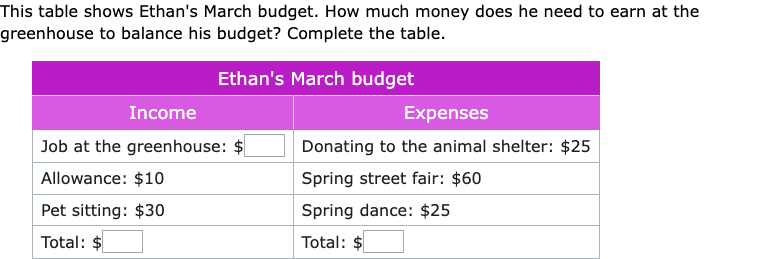 This table shows Ethan's March budget. How much money does he need to earn at the
greenhouse to balance his budget? Complete the table.
Ethan's March budget
Income Expenses
Job at the greenhouse: $ Donating to the animal shelter: $25
Allowance: $10 Spring street fair: $60
Pet sitting: $30 Spring dance: $25
Total: $ Total: $